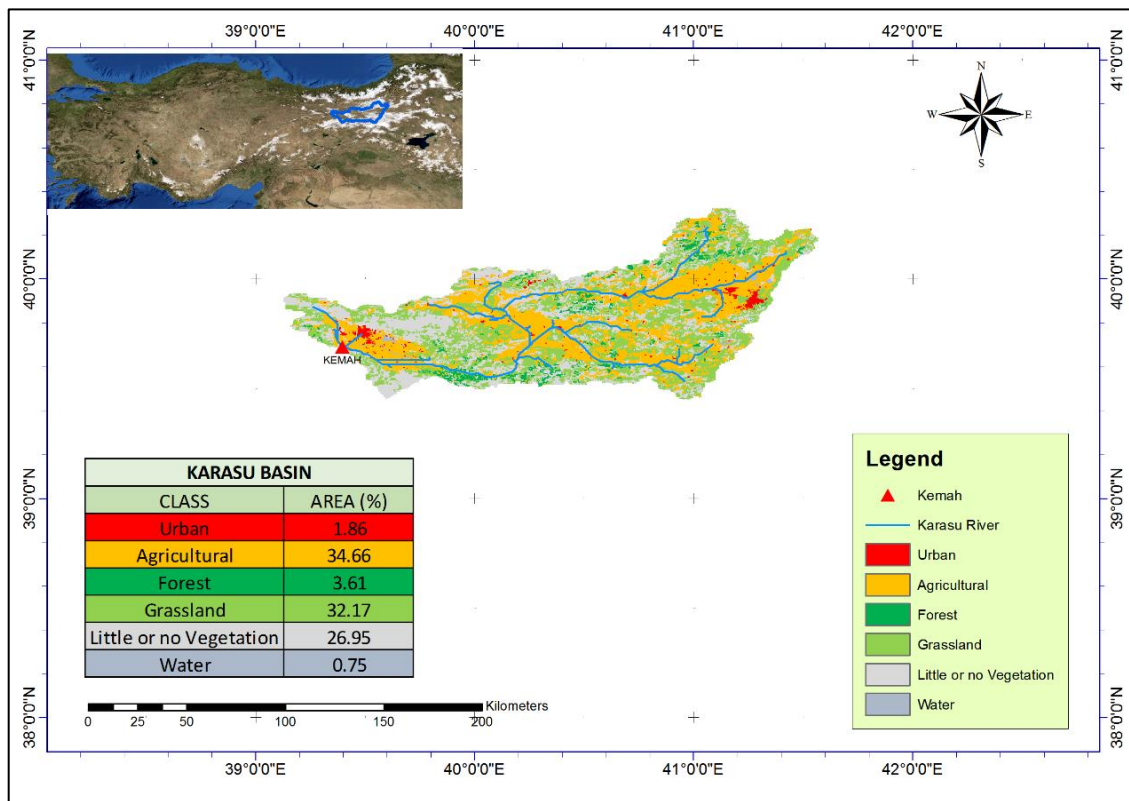 39°0'0"E 40°0'0"E 41°0'0"E 42°0'0"E
41°0'0"N
41°0'0"N
N
W E
S
40°0'0"N
40°0'0"N
KEMAH
39°0'0"N
39°0'0"N
KARASU BASIN
CLASS AREA (%)
Urban 1.86
Agricultural 34.66
Forest 3.61
Grassland 32.17
Little or no Vegetation 26.95
Water 0.75
Legend
Kemah
Karasu River
Urban
Agricultural
Forest
Grassland
Little or no Vegetation
Water
Kilometers
0 25 50 100 150 200
38°0'0"N
38°0'0"N
39°0'0"E 40°0'0"E 41°0'0"E 42°0'0"E